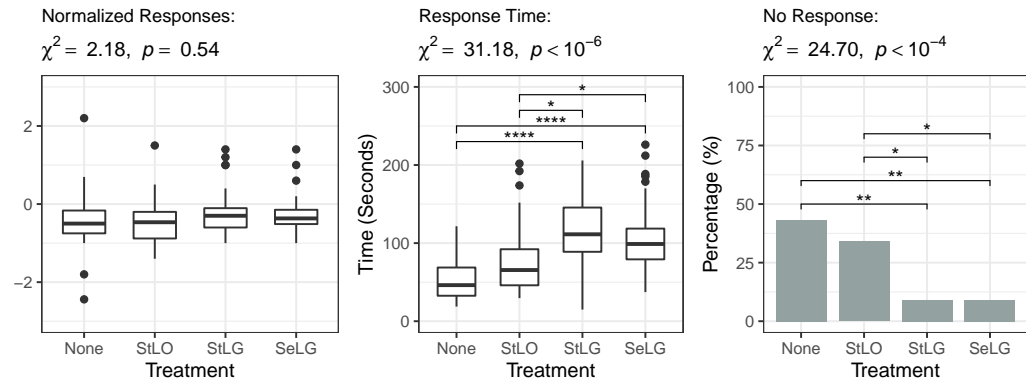 Normalized Responses:
χ² = 2.18, p = 0.54
2
0
−2
None StLO StLG SeLG
Treatment
Response Time:
χ² = 31.18, p < 10⁻⁶
Time (Seconds)
300
200
100
0
*
*
****
****
None StLO StLG SeLG
Treatment
No Response:
χ² = 24.70, p < 10⁻⁴
Percentage (%)
100
75
50
25
0
*
*
**
**
None StLO StLG SeLG
Treatment